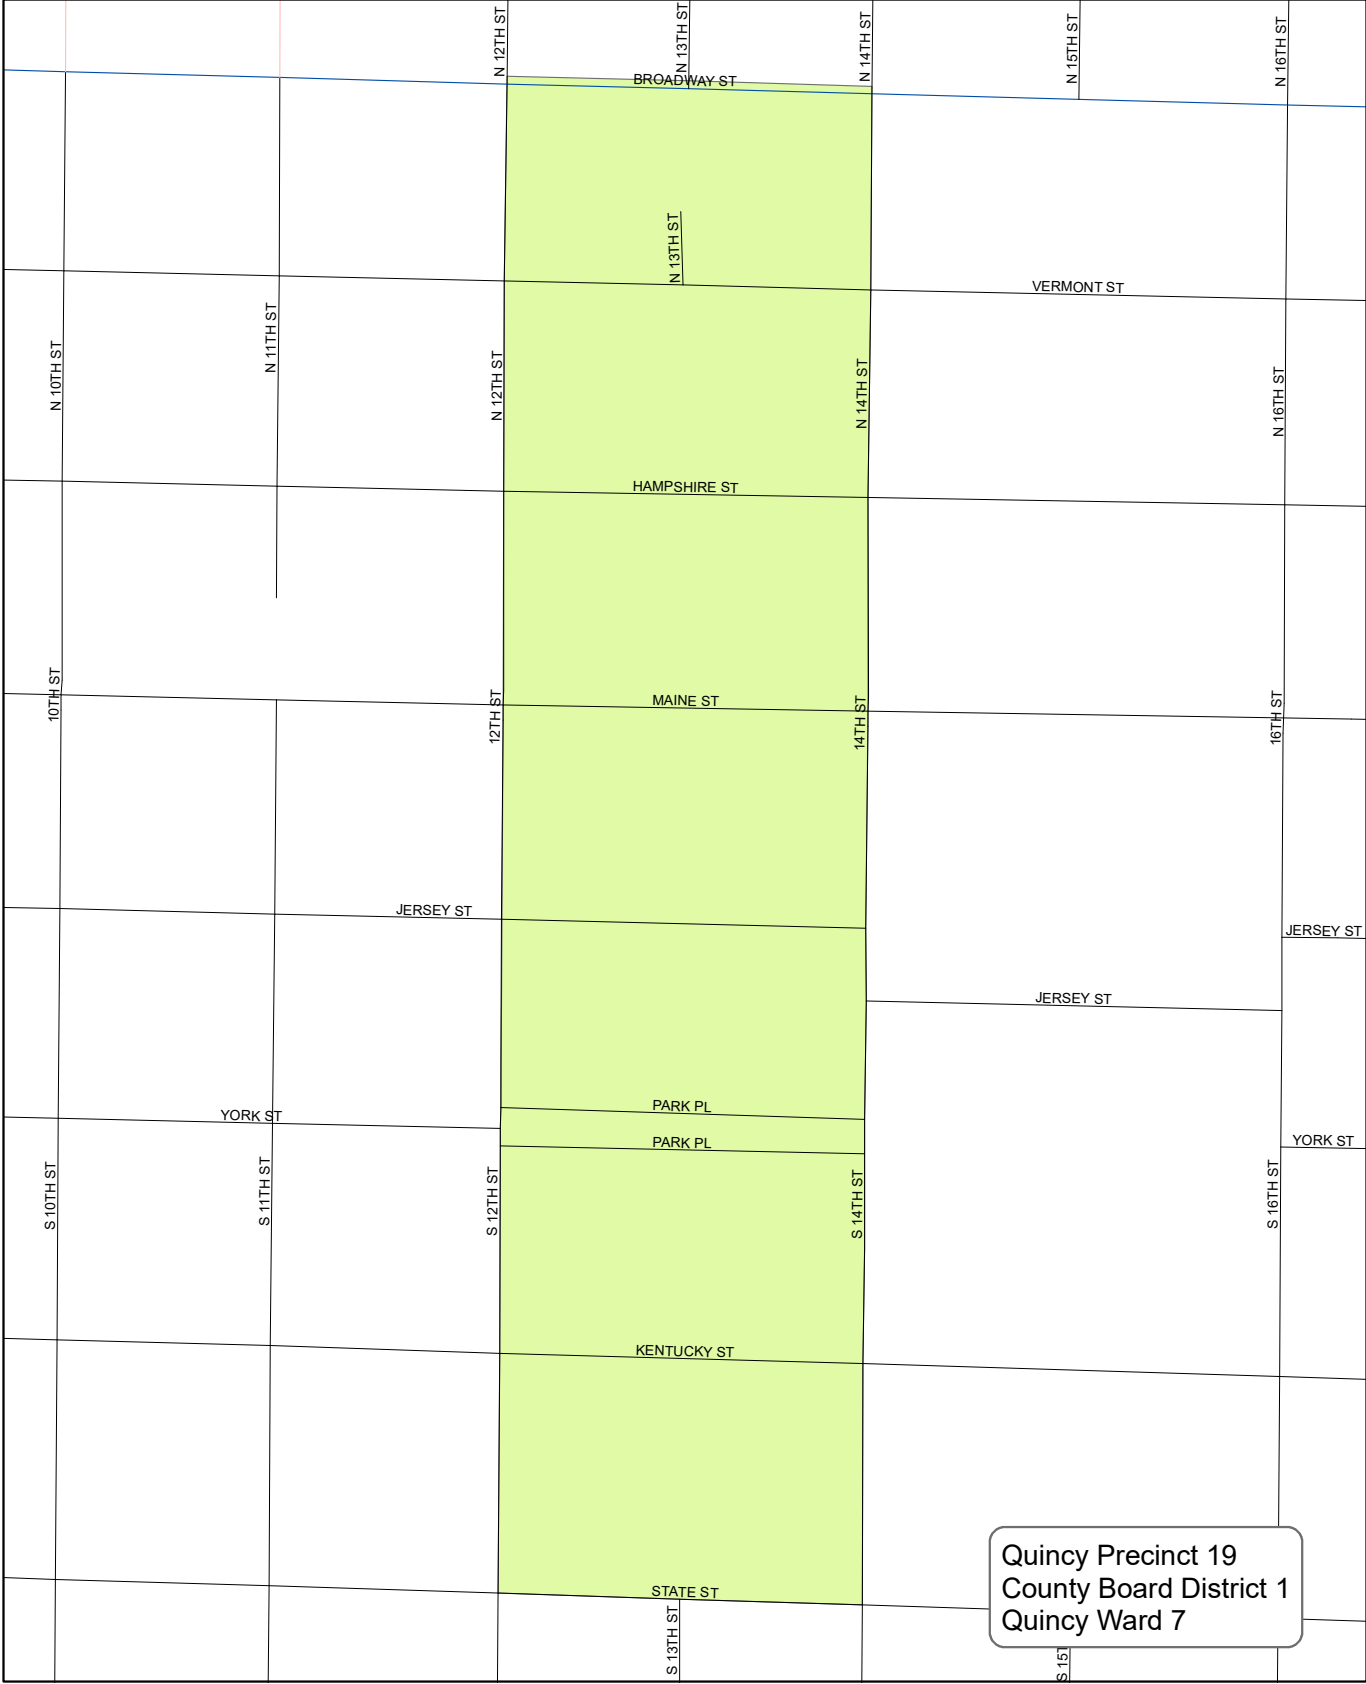 N 12TH ST
N 13TH ST
N 14TH ST
N 15TH ST
N 16TH ST
BROADWAY ST
N 13TH ST
VERMONT ST
N 10TH ST
N 11TH ST
N 12TH ST
N 14TH ST
N 16TH ST
HAMPSHIRE ST
10TH ST
12TH ST
MAINE ST
14TH ST
16TH ST
JERSEY ST
JERSEY ST
JERSEY ST
PARK PL
YORK ST
PARK PL
YORK ST
S 10TH ST
S 11TH ST
S 12TH ST
S 14TH ST
S 16TH ST
KENTUCKY ST
STATE ST
S 13TH ST
S 15T
Quincy Precinct 19
County Board District 1
Quincy Ward 7